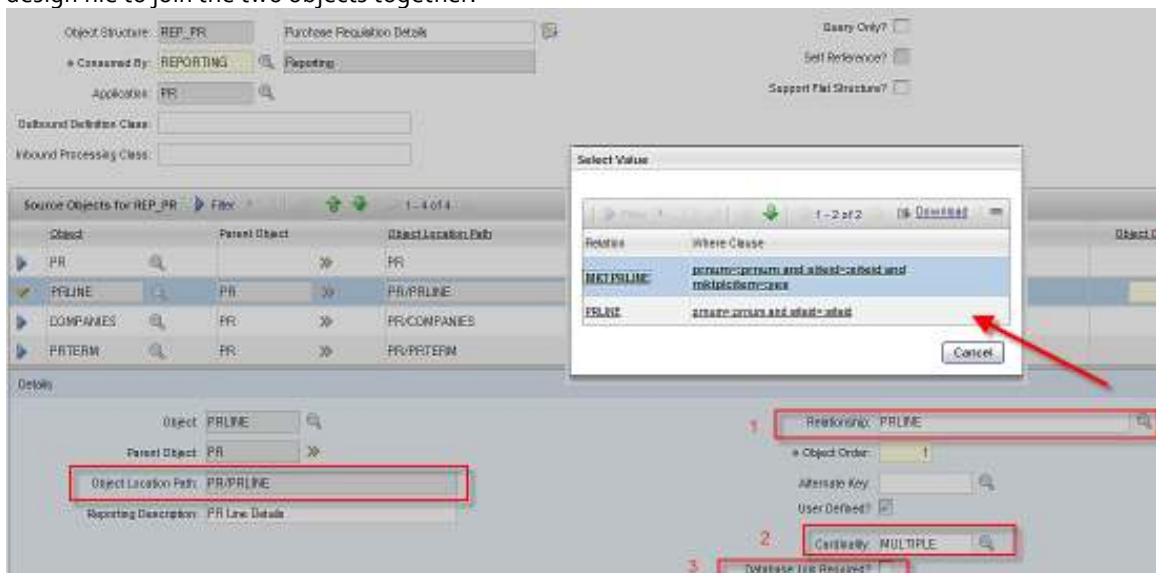 design file to join the two objects together.
Object Structure: REP_PR Purchase Requisition Details Query Only?
* Consumed By: REPORTING Reporting Self Reference?
Application: PR Support Flat Structure?
Outbound Definition Class:
Inbound Processing Class:
Select Value
Source Objects for REP_PR Filter 1 - 4 of 4
1 - 2 of 2 Download
Object Parent Object Object Location Path
Relation Where Clause
PR PR
MKTPRLINE prnum=:prnum and siteid=:siteid and
PRLINE PR PR/PRLINE
PRLINE prnum=:prnum and siteid=:siteid
COMPANIES PR PR/COMPANIES
PRTERM PR PR/PRTERM
Cancel
Details
Object: PRLINE 1 Relationship: PRLINE
Parent Object: PR * Object Order: 1
Object Location Path: PR/PRLINE Alternate Key:
Reporting Description: PR Line Details User Defined?
2 Cardinality: MULTIPLE
3 Database Join Required?